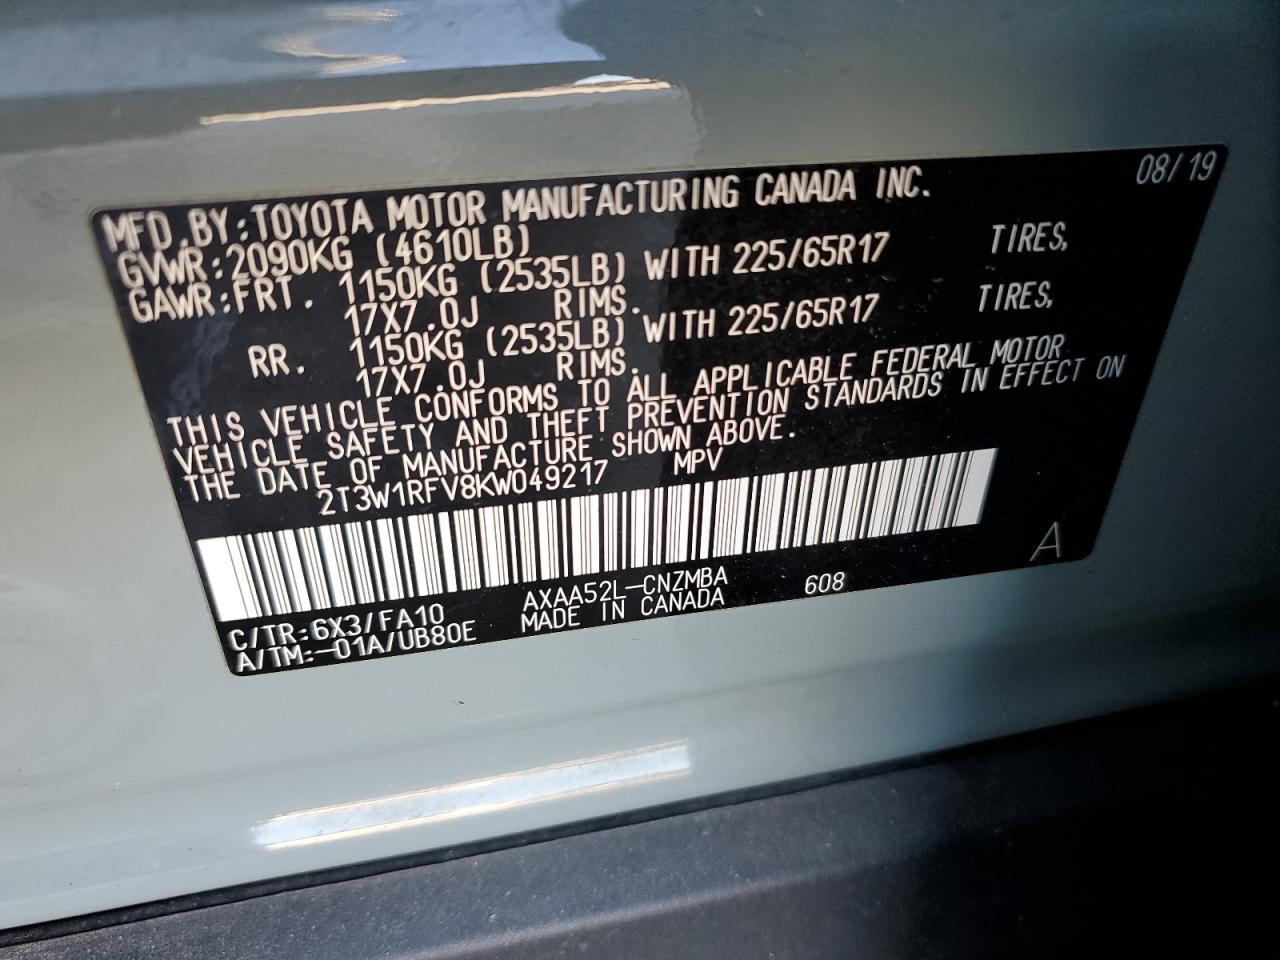 08/19
MFD.BY:TOYOTA MOTOR MANUFACTURING CANADA INC.
GVWR:2090KG (4610LB)
GAWR:FRT. 1150KG (2535LB) WITH 225/65R17 TIRES,
17X7.0J RIMS.
RR. 1150KG (2535LB) WITH 225/65R17 TIRES,
17X7.0J RIMS.
THIS VEHICLE CONFORMS TO ALL APPLICABLE FEDERAL MOTOR
VEHICLE SAFETY AND THEFT PREVENTION STANDARDS IN EFFECT ON
THE DATE OF MANUFACTURE SHOWN ABOVE.
2T3W1RFV8KW049217 MPV
A
C/TR:6X3/FA10 AXAA52L-CNZMBA 608
A/TM:-01A/UB80E MADE IN CANADA